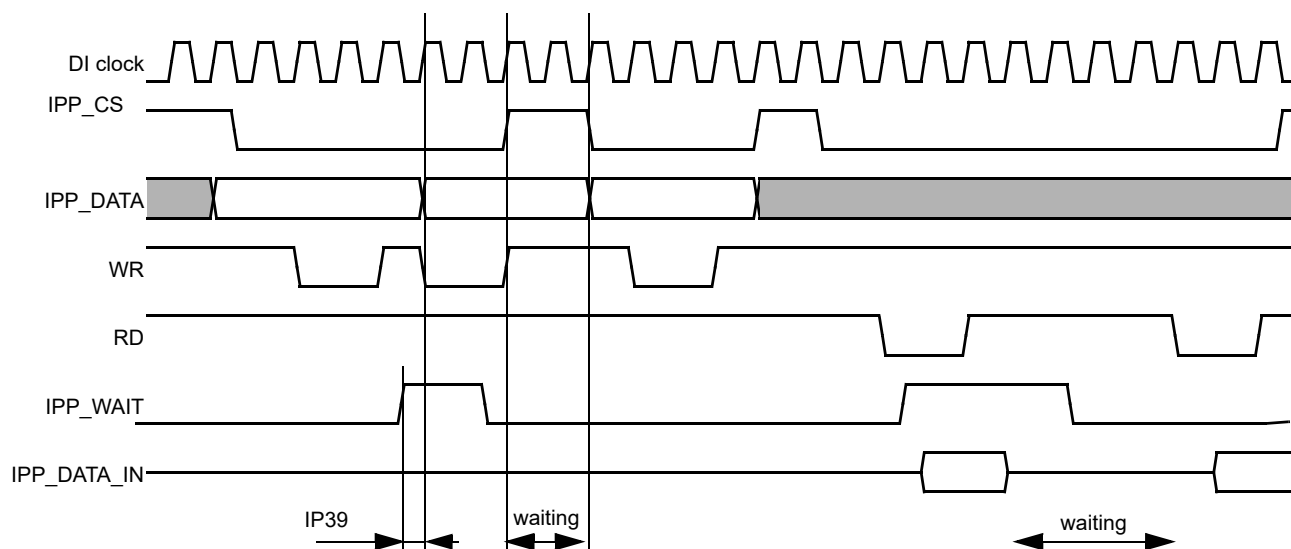 DI clock
IPP_CS
IPP_DATA
WR
RD
IPP_WAIT
IPP_DATA_IN
IP39
waiting
waiting